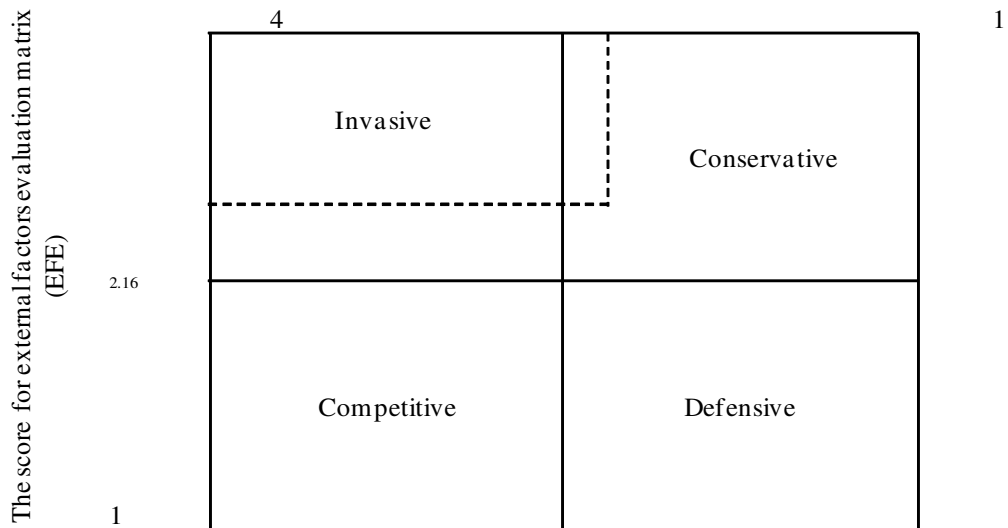 4
1
The score for external factors evaluation matrix
(EFE)
Invasive
Conservative
2.16
Competitive
Defensive
1